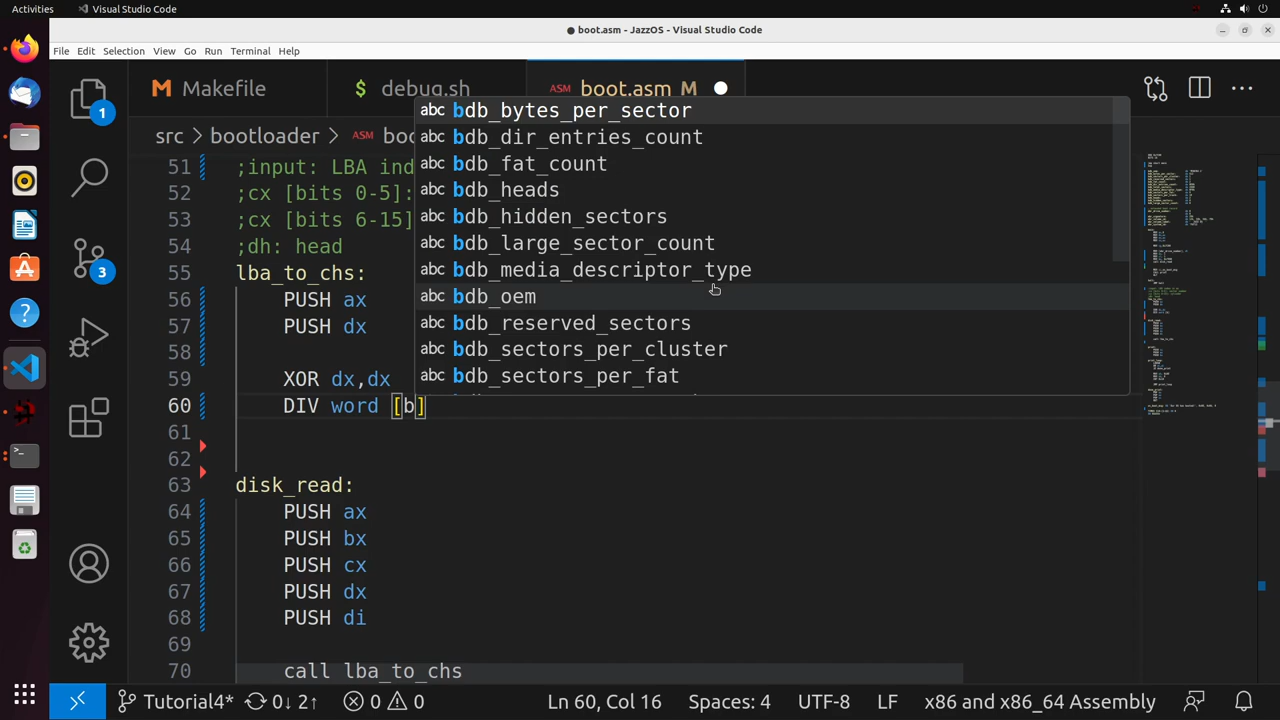 Activities
Visual Studio Code
● boot.asm - JazzOS - Visual Studio Code
File Edit Selection View Go Run Terminal Help
M Makefile
$ debug.sh
ASM boot.asm M
src > bootloader > ASM boo
abc bdb_bytes_per_sector
abc bdb_dir_entries_count
abc bdb_fat_count
abc bdb_heads
abc bdb_hidden_sectors
abc bdb_large_sector_count
abc bdb_media_descriptor_type
abc bdb_oem
abc bdb_reserved_sectors
abc bdb_sectors_per_cluster
abc bdb_sectors_per_fat
51 ;input: LBA ind
52 ;cx [bits 0-5]:
53 ;cx [bits 6-15]
54 ;dh: head
55 lba_to_chs:
56 PUSH ax
57 PUSH dx
58
59 XOR dx,dx
60 DIV word [b]
61
62
63 disk_read:
64 PUSH ax
65 PUSH bx
66 PUSH cx
67 PUSH dx
68 PUSH di
69
70 call lba_to_chs
1
3
Tutorial4* 0↓ 2↑ 0 0 Ln 60, Col 16 Spaces: 4 UTF-8 LF x86 and x86_64 Assembly